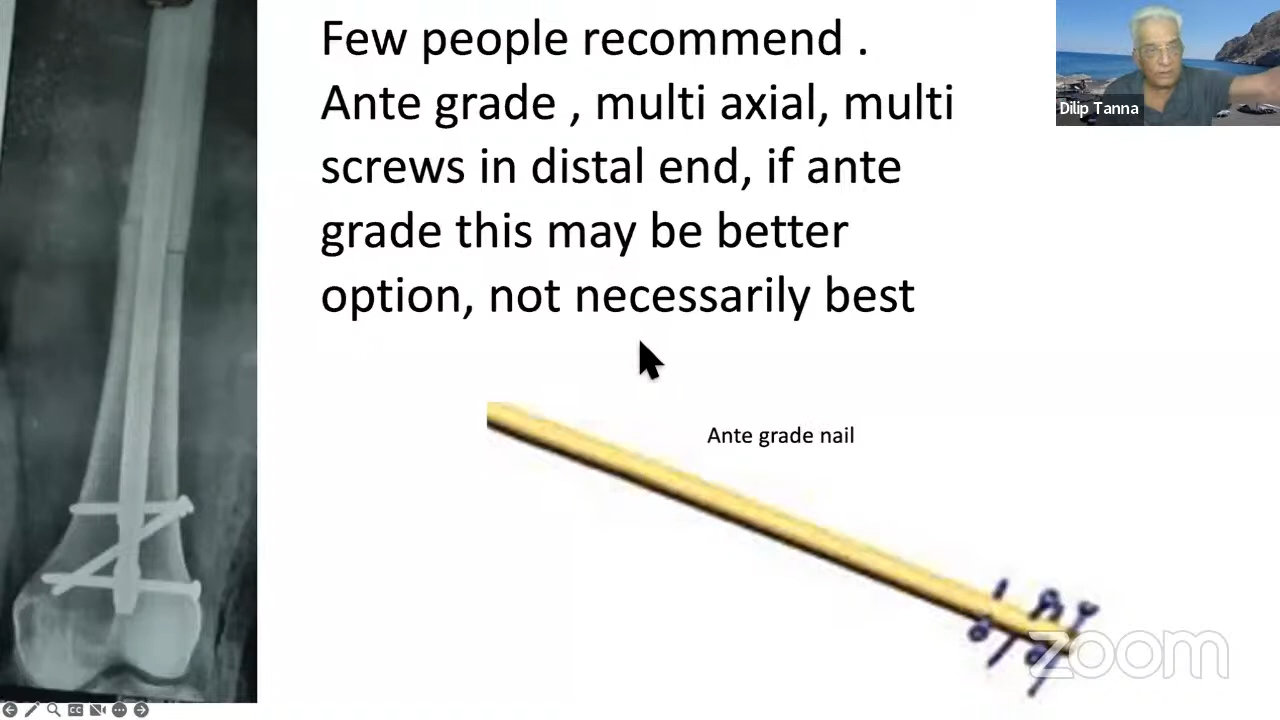 Few people recommend .
Ante grade , multi axial, multi
screws in distal end, if ante
grade this may be better
option, not necessarily best
Dilip Tanna
Ante grade nail
zoom
CC